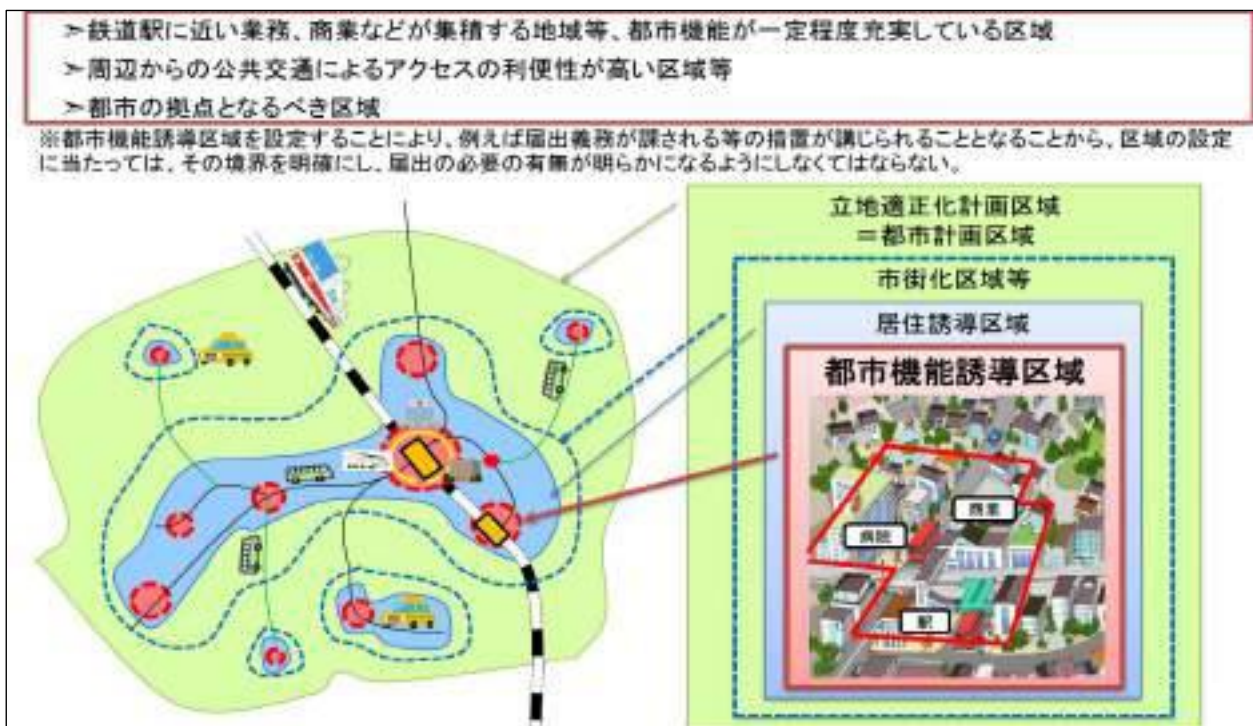 ➢鉄道駅に近い業務、商業などが集積する地域等、都市機能が一定程度充実している区域
➢周辺からの公共交通によるアクセスの利便性が高い区域等
➢都市の拠点となるべき区域
※都市機能誘導区域を設定することにより、例えば届出義務が課される等の措置が講じられることとなることから、区域の設定
に当たっては、その境界を明確にし、届出の必要の有無が明らかになるようにしなくてはならない。
立地適正化計画区域
＝都市計画区域
市街化区域等
居住誘導区域
都市機能誘導区域
商業
病院
駅